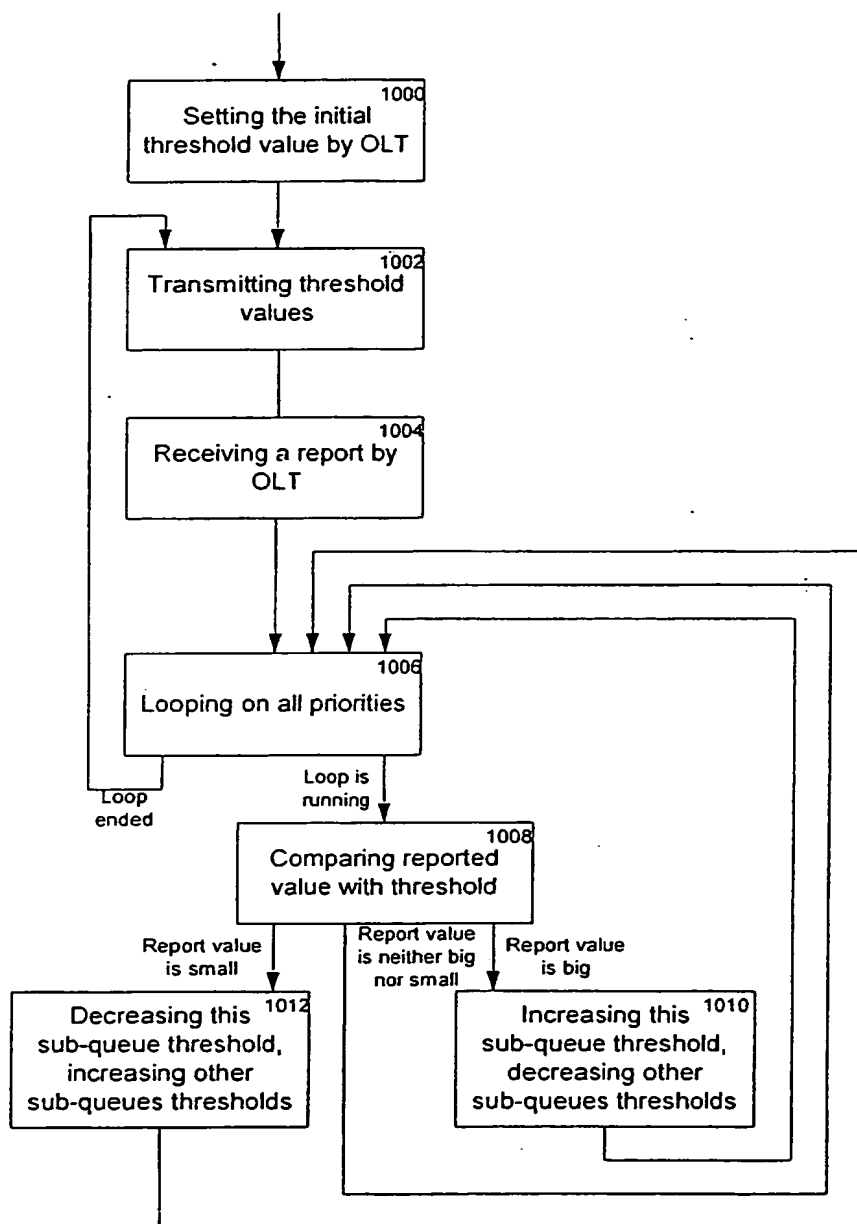 1000
Setting the initial
threshold value by OLT
1002
Transmitting threshold
values
1004
Receiving a report by
OLT
1006
Looping on all priorities
Loop
ended
Loop is
running
1008
Comparing reported
value with threshold
Report value
is small
Report value
is neither big
nor small
Report value
is big
1012
Decreasing this
sub-queue threshold,
increasing other
sub-queues thresholds
1010
Increasing this
sub-queue threshold,
decreasing other
sub-queues thresholds